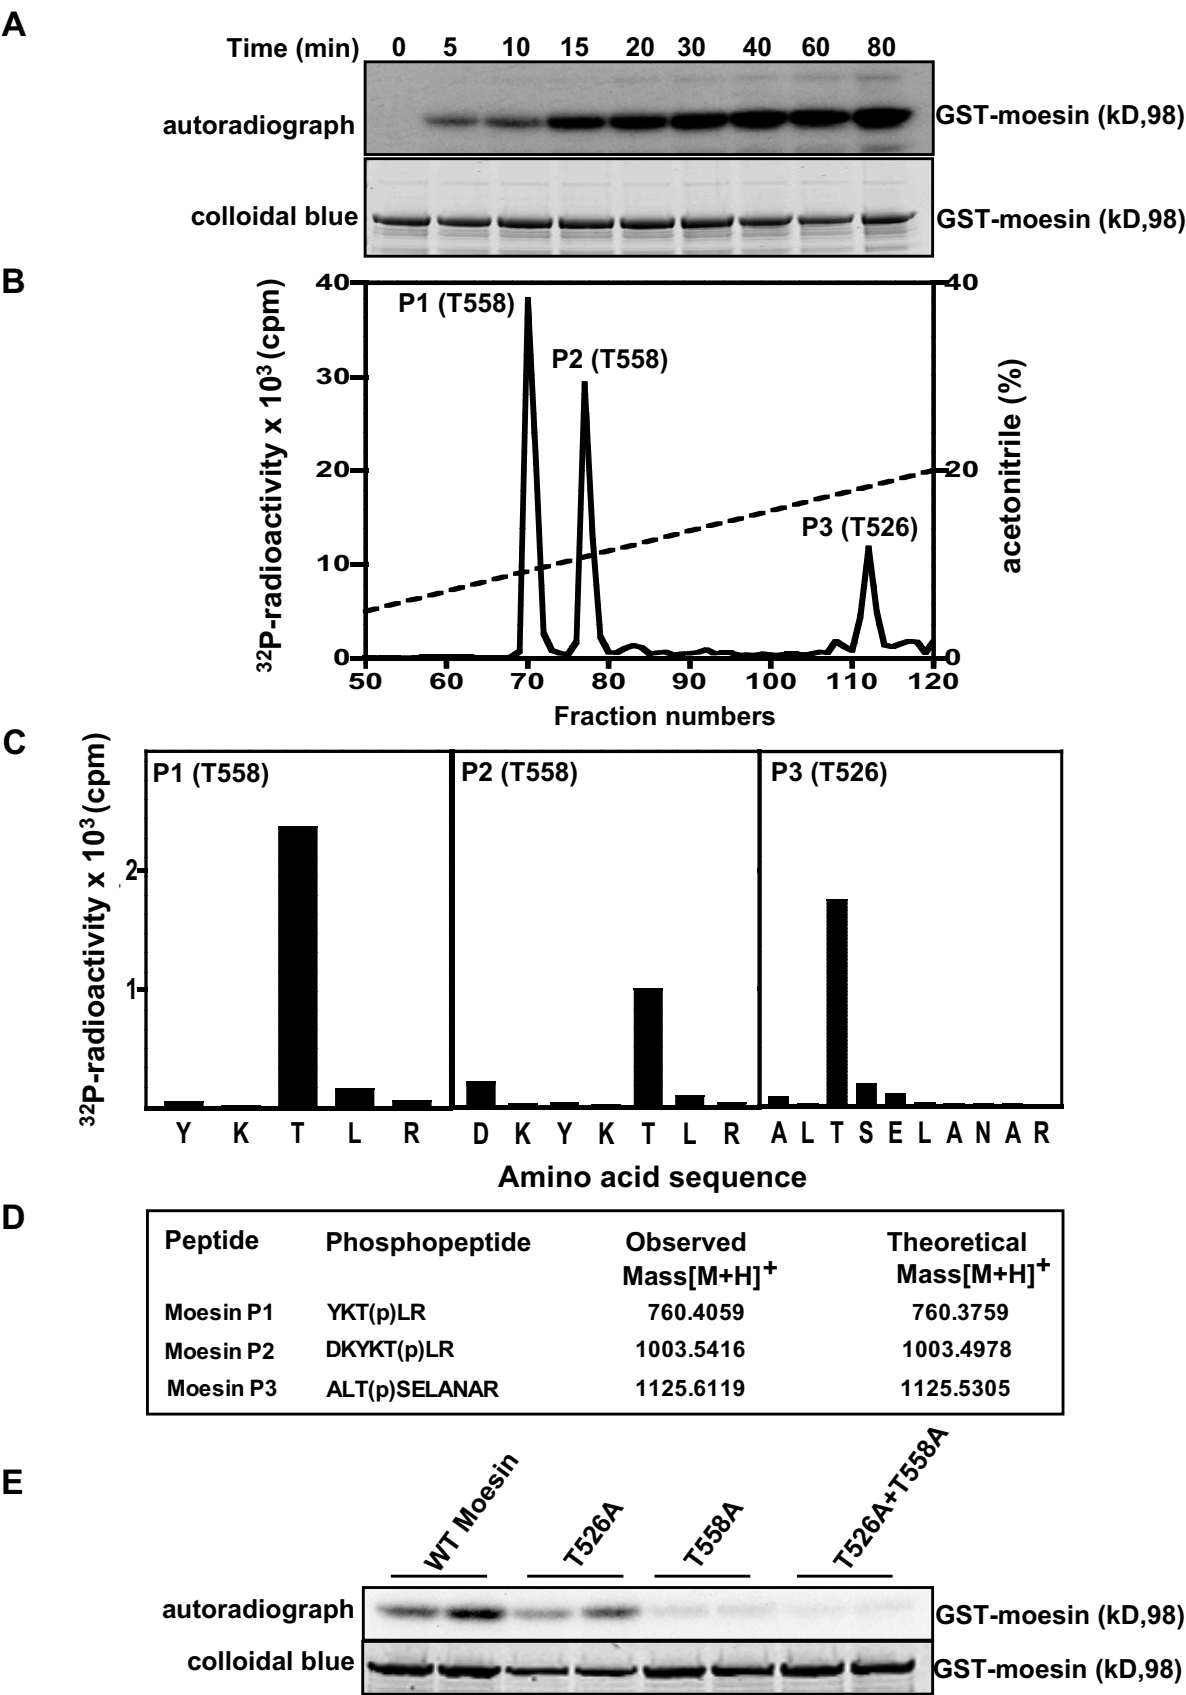 A
Time (min) 0 5 10 15 20 30 40 60 80
autoradiograph GST-moesin (kD,98)
colloidal blue GST-moesin (kD,98)
B
40 40
P1 (T558)
P2 (T558)
30
20 20
P3 (T526)
10
0 0
50 60 70 80 90 100 110 120
Fraction numbers
³²P-radioactivity x 10³ (cpm)
acetonitrile (%)
C
P1 (T558) P2 (T558) P3 (T526)
2
1
³²P-radioactivity x 10³ (cpm)
Y K T L R D K Y K T L R A L T S E L A N A R
Amino acid sequence
D
Peptide Phosphopeptide Observed Theoretical
Mass[M+H]⁺ Mass[M+H]⁺
Moesin P1 YKT(p)LR 760.4059 760.3759
Moesin P2 DKYKT(p)LR 1003.5416 1003.4978
Moesin P3 ALT(p)SELANAR 1125.6119 1125.5305
E
WT Moesin T526A T558A T526A+T558A
autoradiograph GST-moesin (kD,98)
colloidal blue GST-moesin (kD,98)